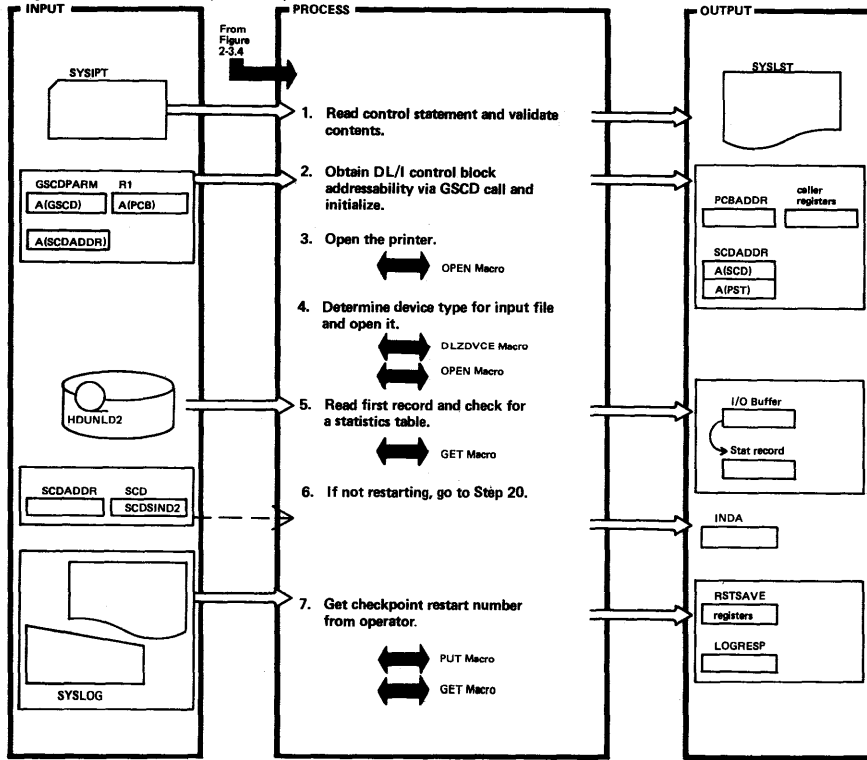 INPUT
PROCESS
OUTPUT
From
Figure
2-3.4
SYSIPT
1. Read control statement and validate
contents.
SYSLST
GSCDPARM R1
A(GSCD) A(PCB)
A(SCDADDR)
2. Obtain DL/I control block
addressability via GSCD call and
initialize.
PCBADDR
caller
registers
SCDADDR
A(SCD)
A(PST)
3. Open the printer.
OPEN Macro
4. Determine device type for input file
and open it.
DLZDVCE Macro
OPEN Macro
HDUNLD2
5. Read first record and check for
a statistics table.
GET Macro
I/O Buffer
Stat record
SCDADDR SCD
SCDSIND2
6. If not restarting, go to Step 20.
INDA
SYSLOG
7. Get checkpoint restart number
from operator.
PUT Macro
GET Macro
RSTSAVE
registers
LOGRESP